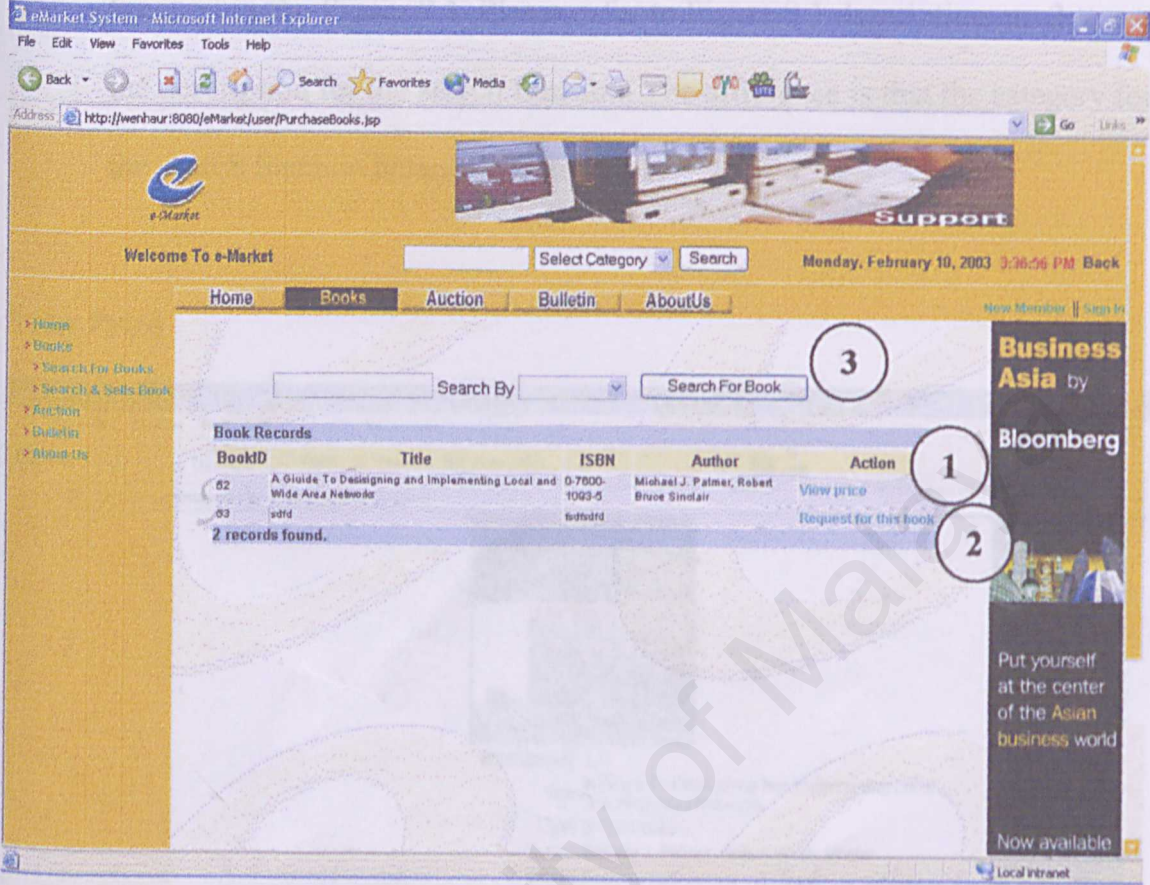 eMarket System - Microsoft Internet Explorer
File Edit View Favorites Tools Help
Back Search Favorites Media
Address http://wenhaur:8080/eMarket/user/PurchaseBooks.jsp Go Links »
e-Market
Support
Welcome To e-Market Select Category Search Monday, February 10, 2003 3:36:56 PM Back
Home Books Auction Bulletin AboutUs
New Member || Sign In
Home
Books
Search For Books
Search & Sells Book
Auction
Bulletin
About Us
3
Search By Search For Book
Business
Asia by
Bloomberg
Book Records
BookID Title ISBN Author Action
1
62 A Giuide To Desisigning and Implementing Local and Wide Area Networks 0-7600-1093-5 Michael J. Palmer, Robert Bruce Sinclair View price
63 sdfd Request for this book
2 records found.
2
Put yourself
at the center
of the Asian
business world
Now available
Local intranet
University of Malaya